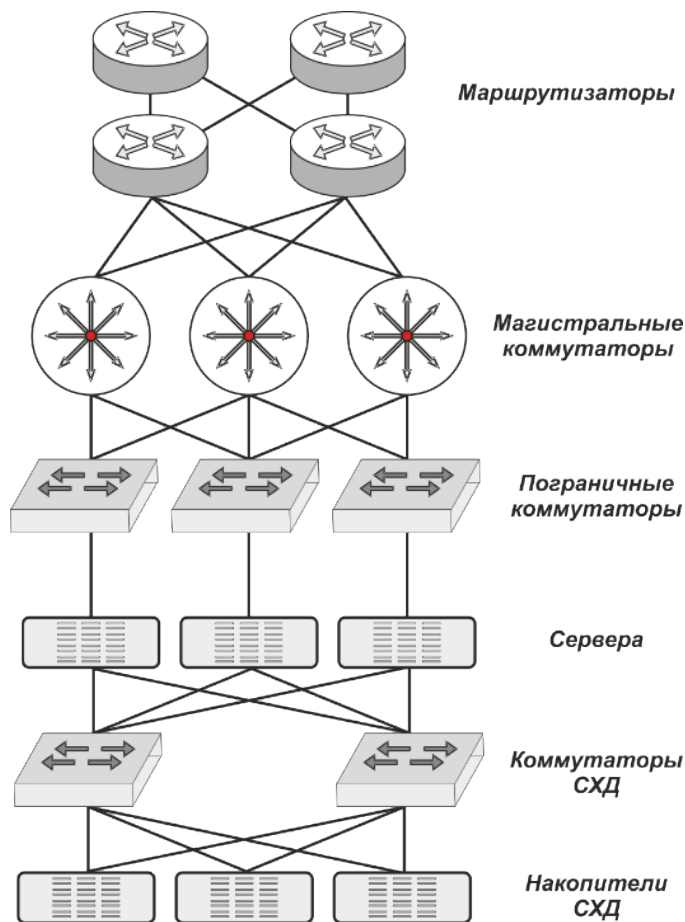 Маршрутизаторы
Магистральные
коммутаторы
Пограничные
коммутаторы
Сервера
Коммутаторы
СХД
Накопители
СХД